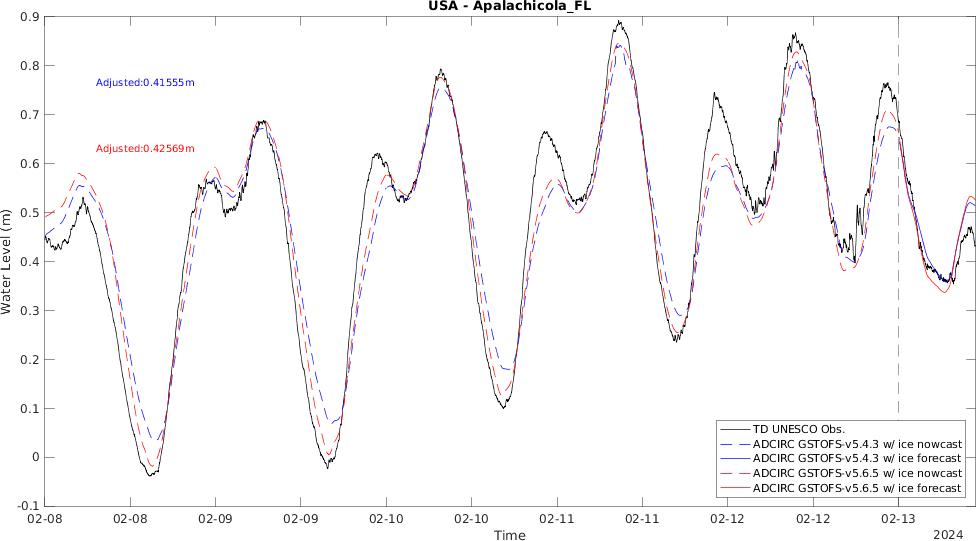 USA - Apalachicola_FL
0.9
0.8
0.7
0.6
0.5
0.4
0.3
0.2
0.1
0
-0.1
Water Level (m)
Adjusted:0.41555m
Adjusted:0.42569m
TD UNESCO Obs.
ADCIRC GSTOFS-v5.4.3 w/ ice nowcast
ADCIRC GSTOFS-v5.4.3 w/ ice forecast
ADCIRC GSTOFS-v5.6.5 w/ ice nowcast
ADCIRC GSTOFS-v5.6.5 w/ ice forecast
02-08 02-08 02-09 02-09 02-10 02-10 02-11 02-11 02-12 02-12 02-13
Time
2024